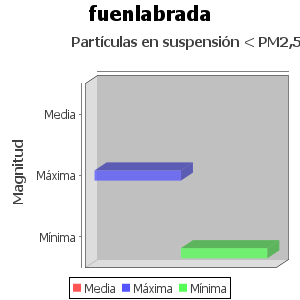 fuenlabrada
Partículas en suspensión < PM2,5
Magnitud
Media
Máxima
Mínima
Media Máxima Mínima